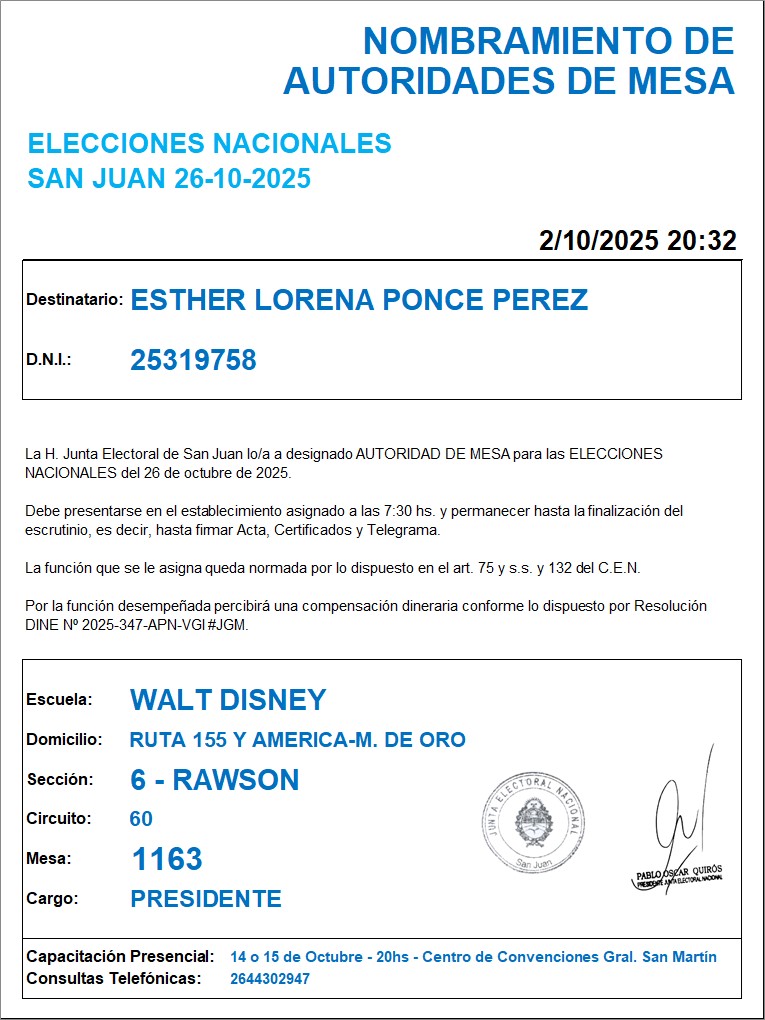 NOMBRAMIENTO DE
AUTORIDADES DE MESA
ELECCIONES NACIONALES
SAN JUAN 26-10-2025
2/10/2025 20:32
Destinatario: ESTHER LORENA PONCE PEREZ
D.N.I.: 25319758
La H. Junta Electoral de San Juan lo/a a designado AUTORIDAD DE MESA para las ELECCIONES
NACIONALES del 26 de octubre de 2025.
Debe presentarse en el establecimiento asignado a las 7:30 hs. y permanecer hasta la finalización del
escrutinio, es decir, hasta firmar Acta, Certificados y Telegrama.
La función que se le asigna queda normada por lo dispuesto en el art. 75 y s.s. y 132 del C.E.N.
Por la función desempeñada percibirá una compensación dineraria conforme lo dispuesto por Resolución
DINE Nº 2025-347-APN-VGI#JGM.
Escuela: WALT DISNEY
Domicilio: RUTA 155 Y AMERICA-M. DE ORO
Sección: 6 - RAWSON
Circuito: 60
Mesa: 1163
Cargo: PRESIDENTE
JUNTA ELECTORAL NACIONAL
San Juan
PABLO OSCAR QUIRÓS
PRESIDENTE JUNTA ELECTORAL NACIONAL
Capacitación Presencial: 14 o 15 de Octubre - 20hs - Centro de Convenciones Gral. San Martín
Consultas Telefónicas: 2644302947